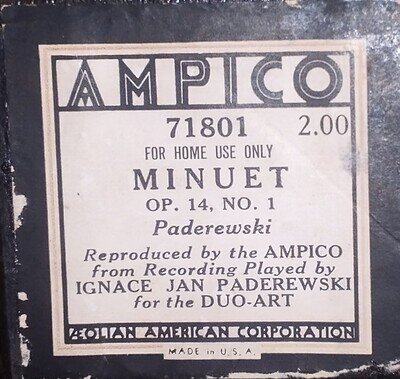 AMPICO
71801 2.00
FOR HOME USE ONLY
MINUET
OP. 14, NO. 1
Paderewski
Reproduced by the AMPICO
from Recording Played by
IGNACE JAN PADEREWSKI
for the DUO-ART
ÆOLIAN AMERICAN CORPORATION
MADE in U.S.A.